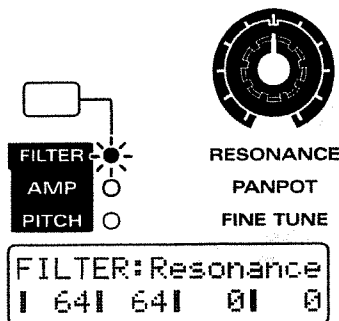 FILTER RESONANCE
AMP PANPOT
PITCH FINE TUNE
FILTER:Resonance
64 64 0 0